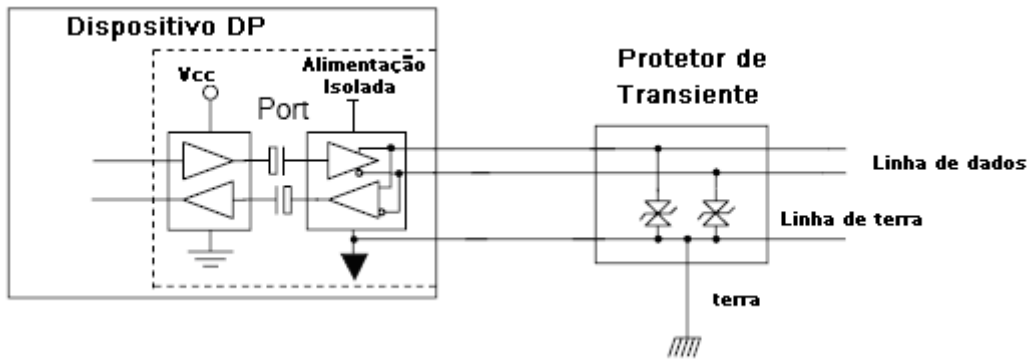 Dispositivo DP
Vcc
Port
Alimentação
Isolada
Protetor de
Transiente
Linha de dados
Linha de terra
terra